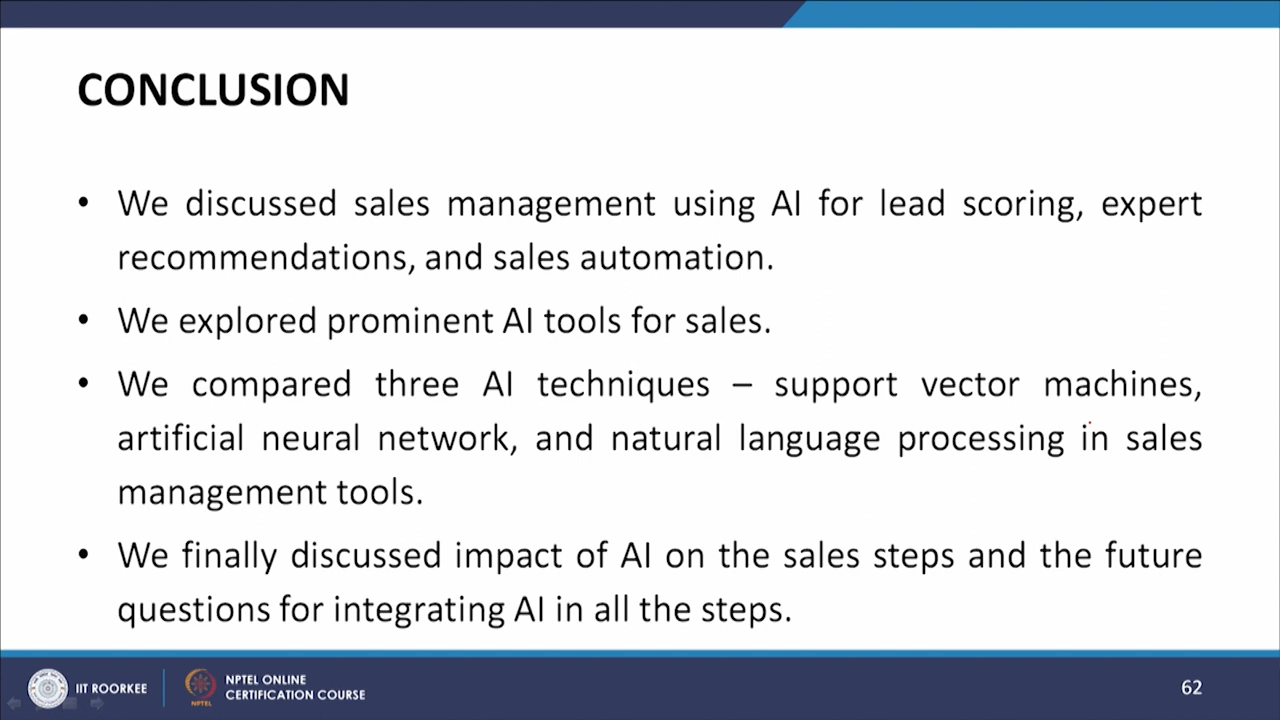 CONCLUSION
• We discussed sales management using AI for lead scoring, expert
recommendations, and sales automation.
• We explored prominent AI tools for sales.
• We compared three AI techniques – support vector machines,
artificial neural network, and natural language processing in sales
management tools.
• We finally discussed impact of AI on the sales steps and the future
questions for integrating AI in all the steps.
IIT ROORKEE
NPTEL
NPTEL ONLINE
CERTIFICATION COURSE
62